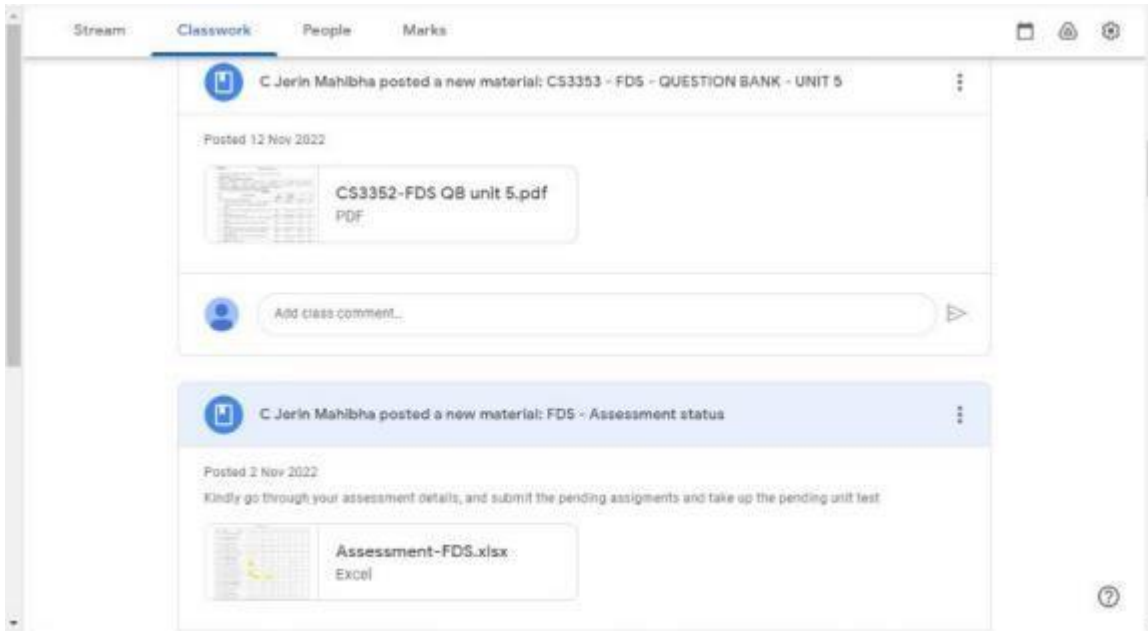 Stream Classwork People Marks
C Jerin Mahibha posted a new material: CS3353 - FDS - QUESTION BANK - UNIT 5
Posted 12 Nov 2022
CS3352-FDS QB unit 5.pdf
PDF
Add class comment...
C Jerin Mahibha posted a new material: FDS - Assessment status
Posted 2 Nov 2022
Kindly go through your assessment details, and submit the pending assigments and take up the pending unit test
Assessment-FDS.xlsx
Excel